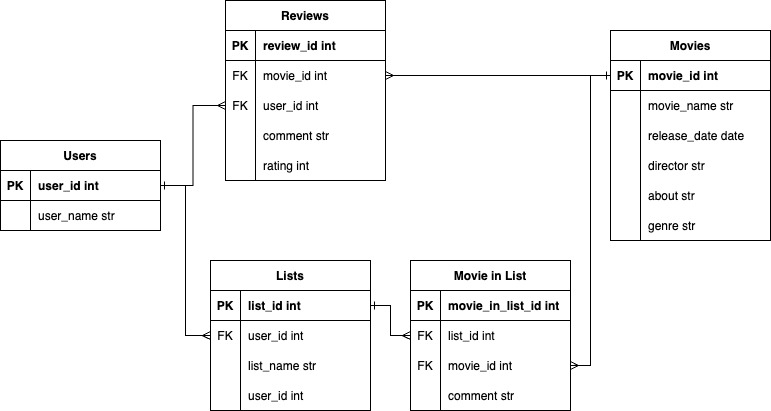 Reviews
PK review_id int
FK movie_id int
FK user_id int
comment str
rating int
Movies
PK movie_id int
movie_name str
release_date date
director str
about str
genre str
Users
PK user_id int
user_name str
Lists
PK list_id int
FK user_id int
list_name str
user_id int
Movie in List
PK movie_in_list_id int
FK list_id int
FK movie_id int
comment str